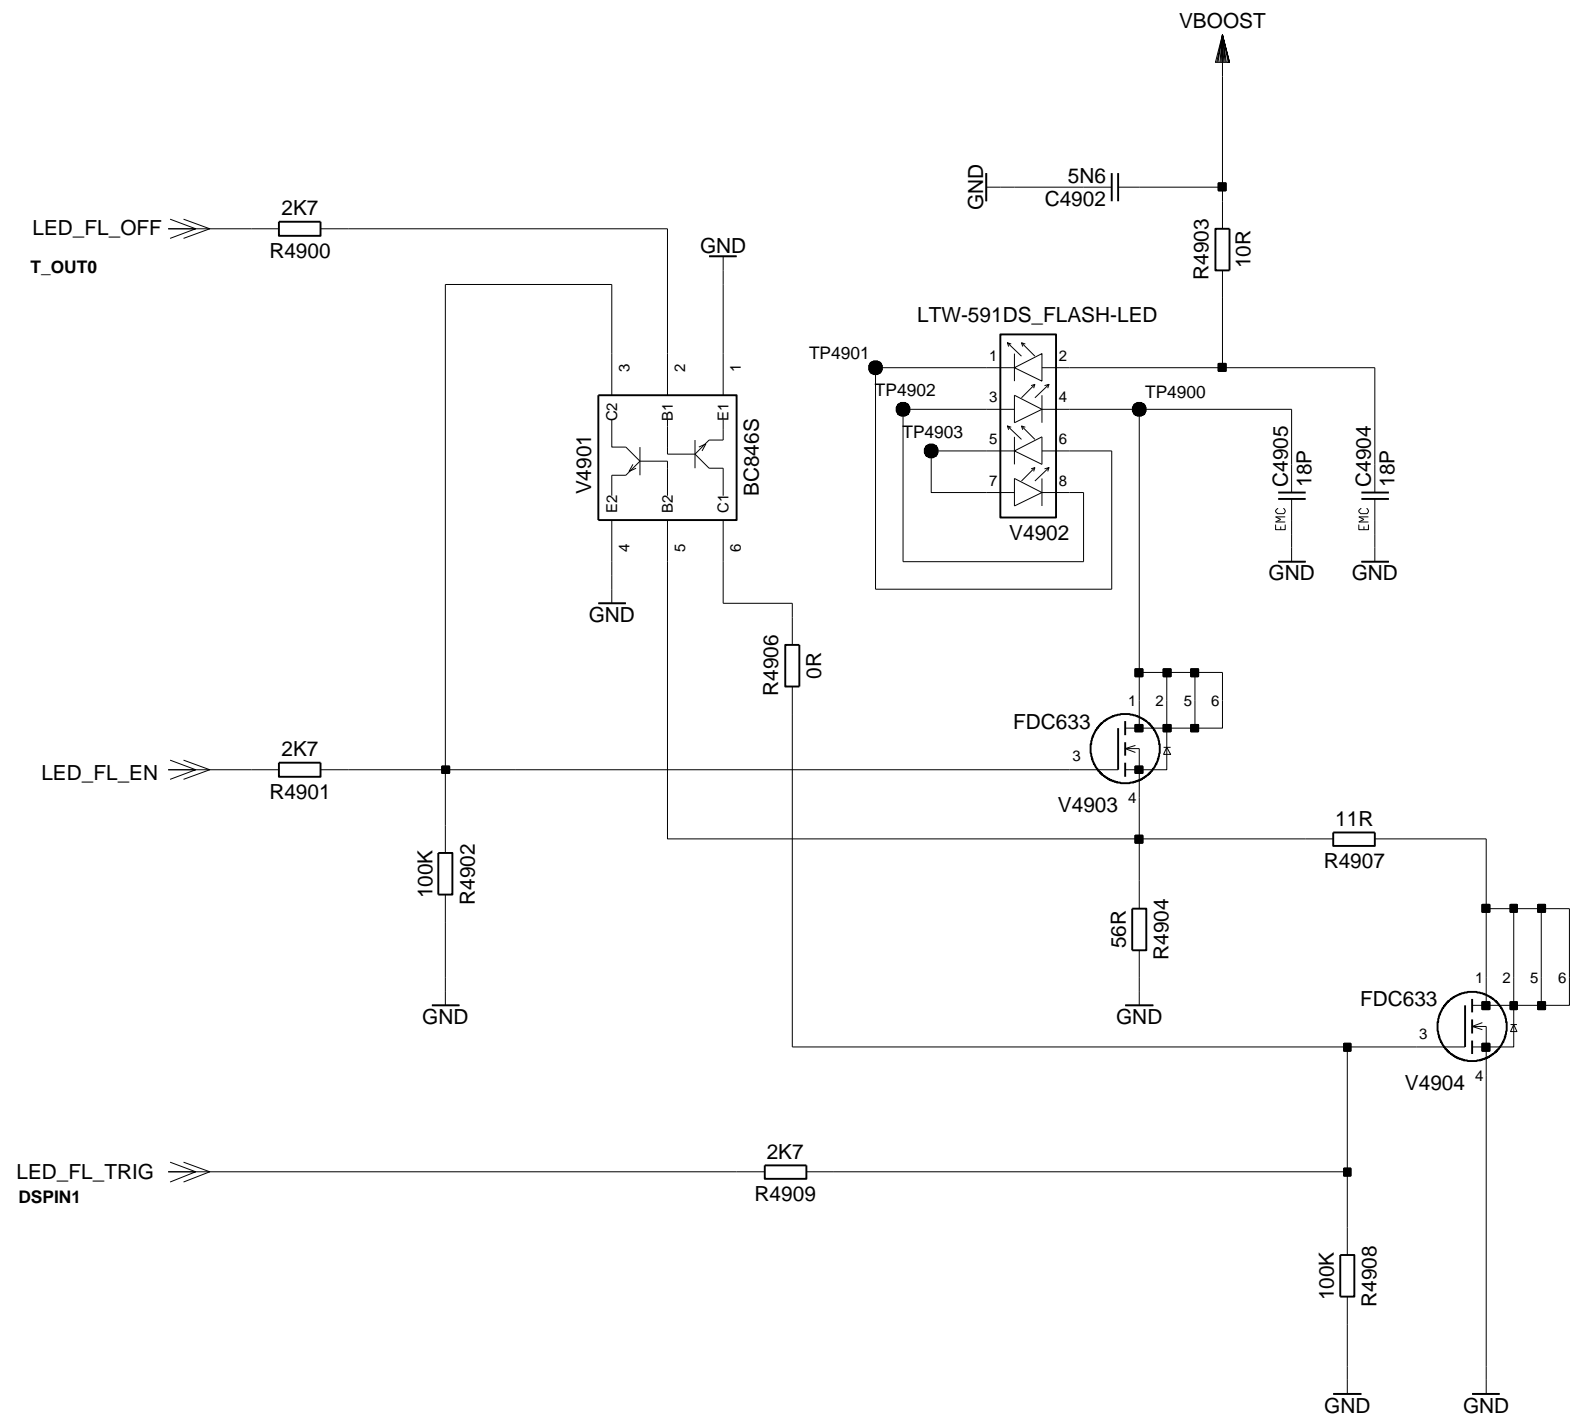 VBOOST
GND
5N6
C4902
R4903
10R
LED_FL_OFF
T_OUT0
2K7
R4900
GND
LTW-591DS_FLASH-LED
TP4901
TP4902
TP4903
TP4900
1
2
3
4
5
6
7
8
V4902
C4905
18P
EMC
GND
C4904
18P
EMC
GND
3
2
1
C2
B1
E1
V4901
BC846S
E2
B2
C1
4
5
6
GND
R4906
0R
FDC633
1
2
5
6
3
4
V4903
LED_FL_EN
2K7
R4901
100K
R4902
GND
11R
R4907
56R
R4904
GND
FDC633
1
2
5
6
3
4
V4904
LED_FL_TRIG
DSPIN1
2K7
R4909
100K
R4908
GND
GND